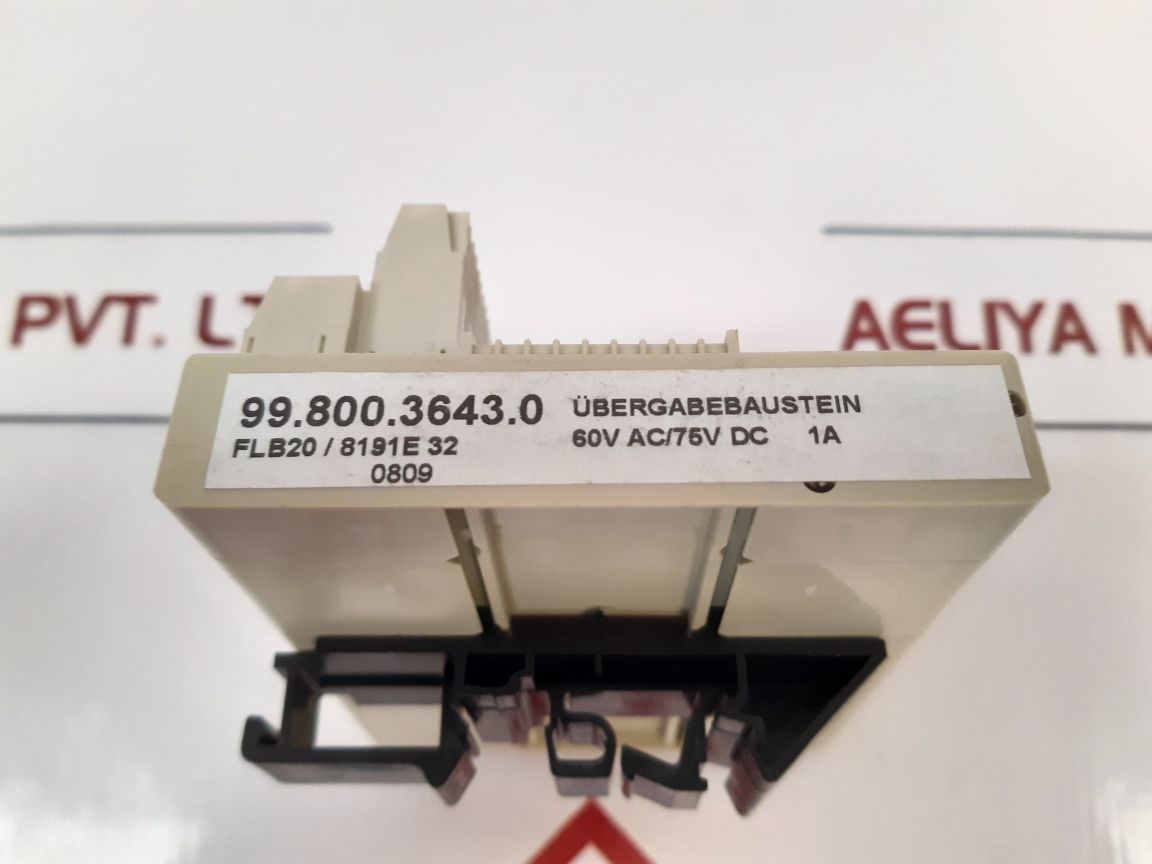 PVT. LT
AELIYA M
99.800.3643.0 ÜBERGABEBAUSTEIN
FLB20 / 8191E 32 60V AC/75V DC 1A
0809